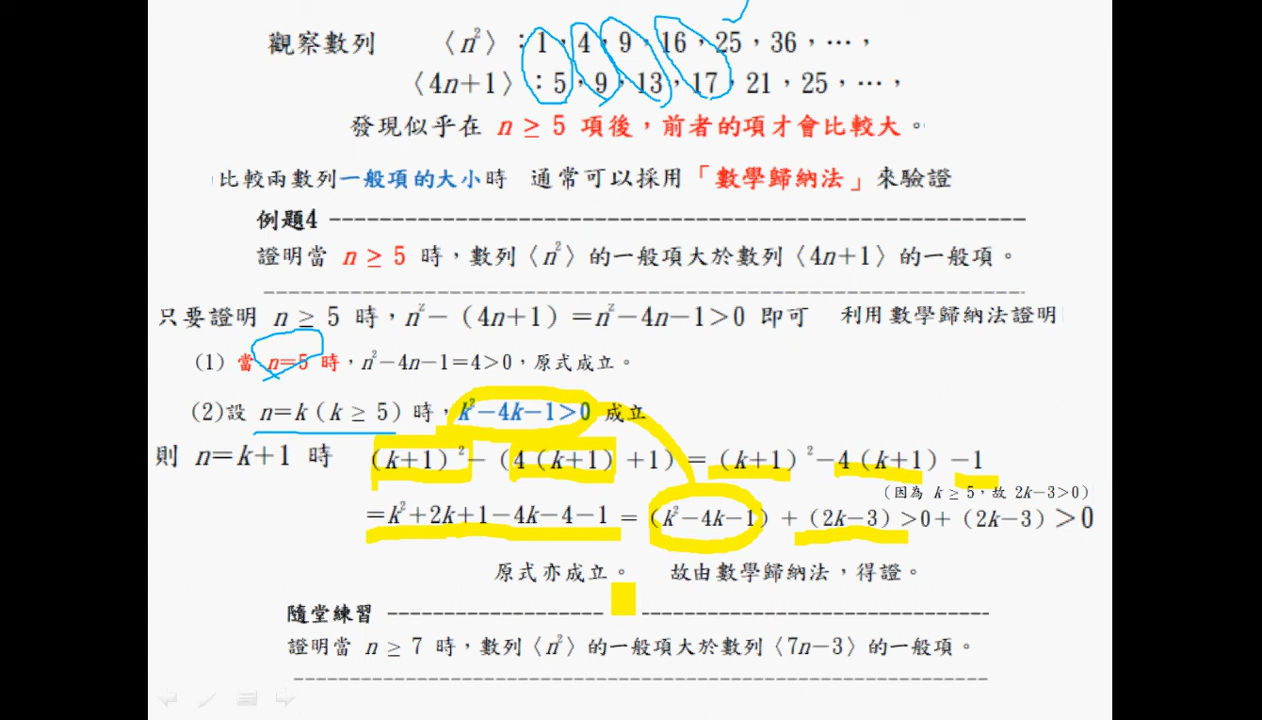 觀察數列 〈n²〉：1，4，9，16，25，36，⋯，
〈4n+1〉：5，9，13，17，21，25，⋯，
發現似乎在 n ≥ 5 項後，前者的項才會比較大。
比較兩數列一般項的大小時 通常可以採用「數學歸納法」來驗證
例題4
證明當 n ≥ 5 時，數列〈n²〉的一般項大於數列〈4n+1〉的一般項。
只要證明 n ≥ 5 時，n²－(4n+1)＝n²－4n－1>0 即可 利用數學歸納法證明
(1) 當 n=5 時，n²－4n－1=4>0，原式成立。
(2)設 n=k(k ≥ 5)時，k²－4k－1>0 成立
則 n=k+1 時 (k+1)²－(4(k+1)+1)＝(k+1)²－4(k+1)－1
(因為 k ≥ 5，故 2k－3>0)
=k²+2k+1－4k－4－1 = (k²－4k－1)+(2k－3)>0+(2k－3)>0
原式亦成立。 故由數學歸納法，得證。
隨堂練習
證明當 n ≥ 7 時，數列〈n²〉的一般項大於數列〈7n－3〉的一般項。